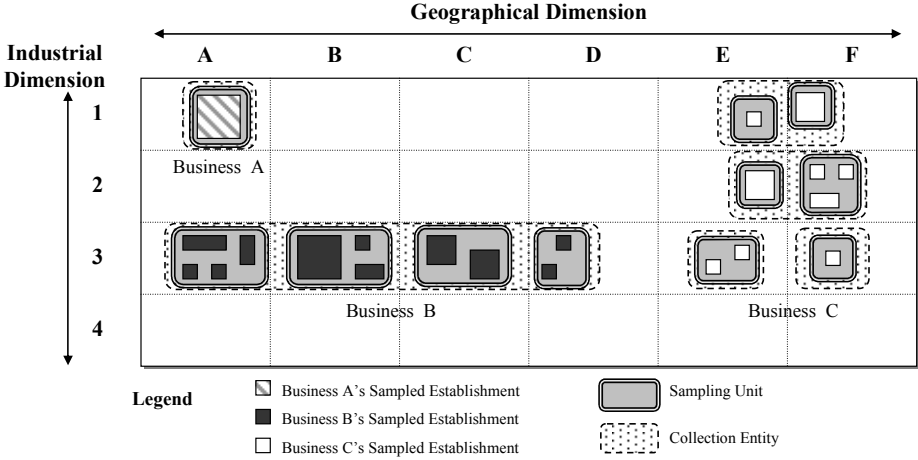 Geographical Dimension
Industrial
Dimension
A B C D E F
1
Business A
2
3
Business B
Business C
4
Legend
Business A's Sampled Establishment
Business B's Sampled Establishment
Business C's Sampled Establishment
Sampling Unit
Collection Entity